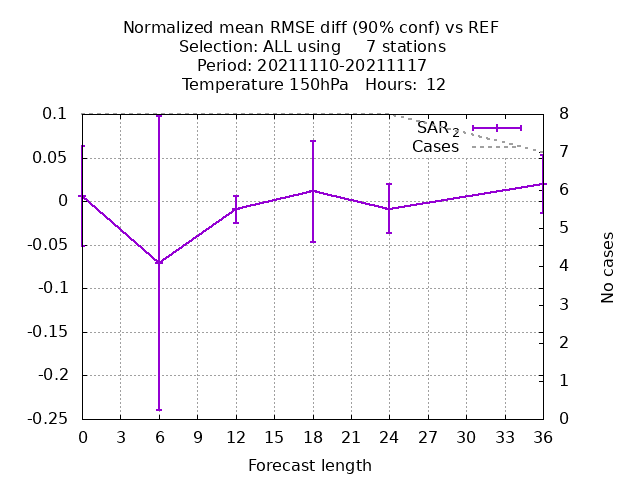 Normalized mean RMSE diff (90% conf) vs REF
Selection: ALL using     7 stations
Period: 20211110-20211117
Temperature 150hPa   Hours:  12
0.1
0.05
0
-0.05
-0.1
-0.15
-0.2
-0.25
SAR_2
Cases
8
7
6
5
4
3
2
1
0
No cases
0 3 6 9 12 15 18 21 24 27 30 33 36
Forecast length